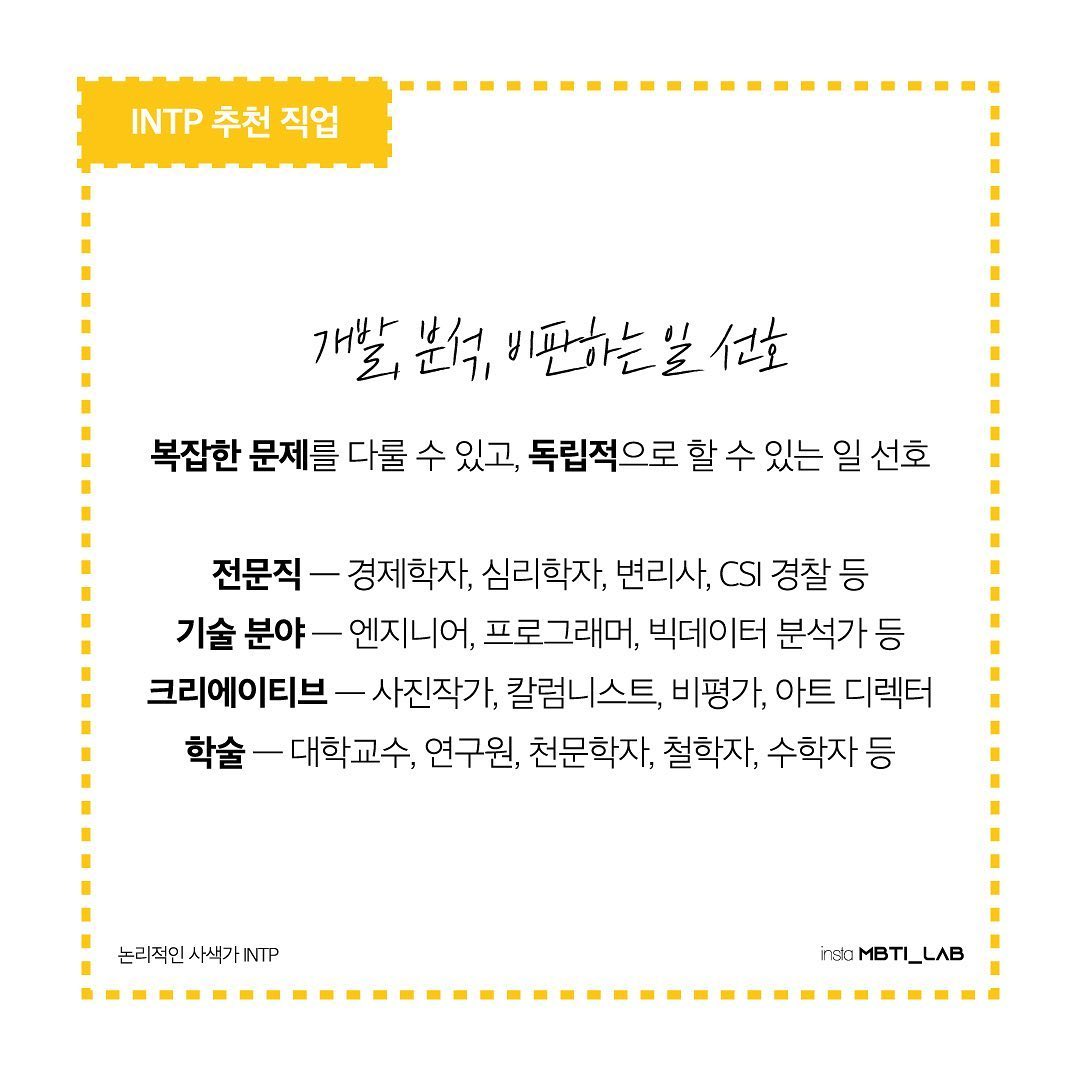 INTP 추천 직업
개발, 분석, 비판하는 일 선호
복잡한 문제를 다룰 수 있고, 독립적으로 할 수 있는 일 선호
전문직 — 경제학자, 심리학자, 변리사, CSI 경찰 등
기술 분야 — 엔지니어, 프로그래머, 빅데이터 분석가 등
크리에이티브 — 사진작가, 칼럼니스트, 비평가, 아트 디렉터
학술 — 대학교수, 연구원, 천문학자, 철학자, 수학자 등
논리적인 사색가 INTP
insta MBTI_LAB